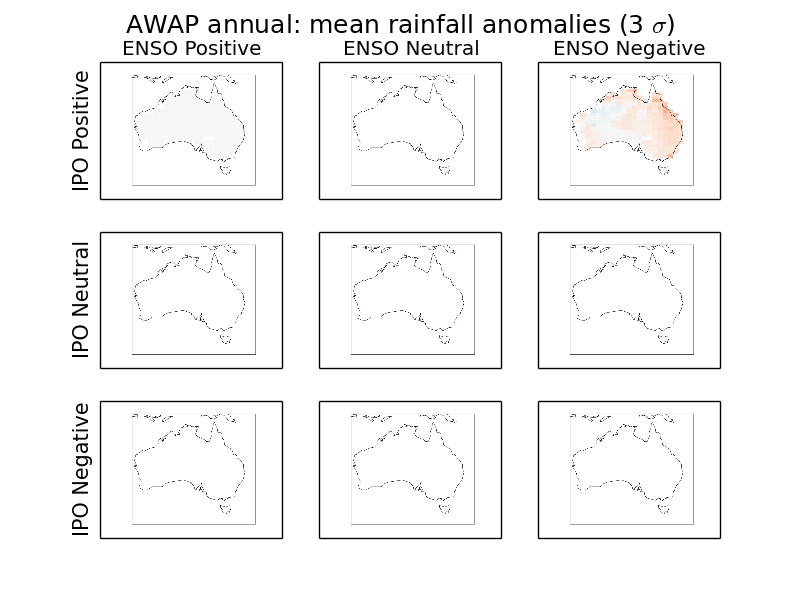 AWAP annual: mean rainfall anomalies (3 σ)
ENSO Positive
ENSO Neutral
ENSO Negative
IPO Positive
IPO Neutral
IPO Negative